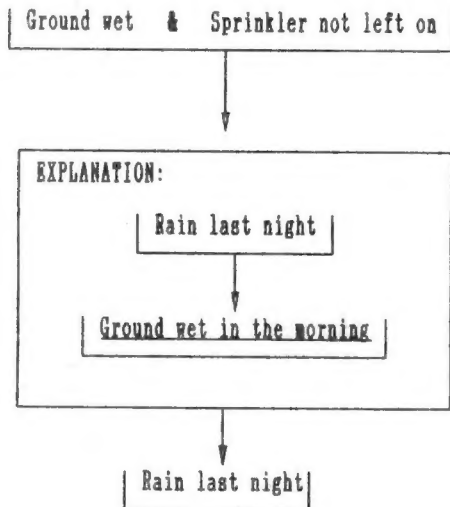 Ground wet & Sprinkler not left on
EXPLANATION:
Rain last night
Ground wet in the morning
Rain last night